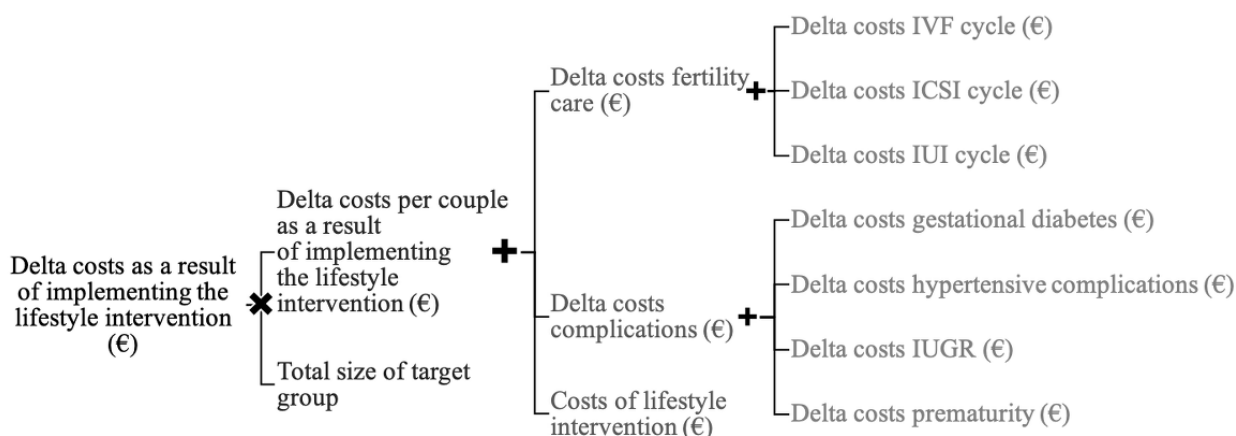 Delta costs as a result
of implementing the
lifestyle intervention
(€)
Delta costs per couple
as a result
of implementing
the lifestyle
intervention (€)
Total size of target
group
Delta costs fertility
care (€)
Delta costs
complications (€)
Costs of lifestyle
intervention (€)
Delta costs IVF cycle (€)
Delta costs ICSI cycle (€)
Delta costs IUI cycle (€)
Delta costs gestational diabetes (€)
Delta costs hypertensive complications (€)
Delta costs IUGR (€)
Delta costs prematurity (€)